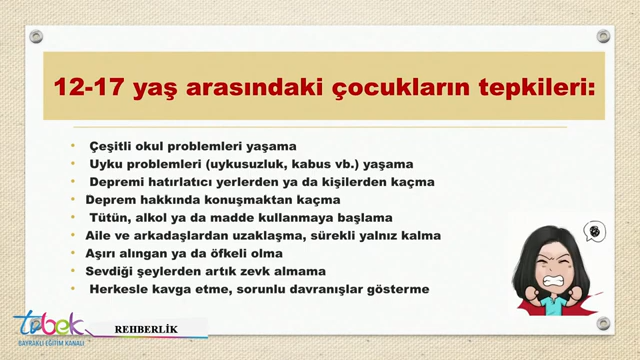 12-17 yaş arasındaki çocukların tepkileri:
• Çeşitli okul problemleri yaşama
• Uyku problemleri (uykusuzluk, kabus vb.) yaşama
• Depremi hatırlatıcı yerlerden ya da kişilerden kaçma
• Deprem hakkında konuşmaktan kaçma
• Tütün, alkol ya da madde kullanmaya başlama
• Aile ve arkadaşlardan uzaklaşma, sürekli yalnız kalma
• Aşırı alıngan ya da öfkeli olma
• Sevdiği şeylerden artık zevk almama
• Herkesle kavga etme, sorunlu davranışlar gösterme
tvbek
BAYRAKLI EĞİTİM KANALI
REHBERLİK